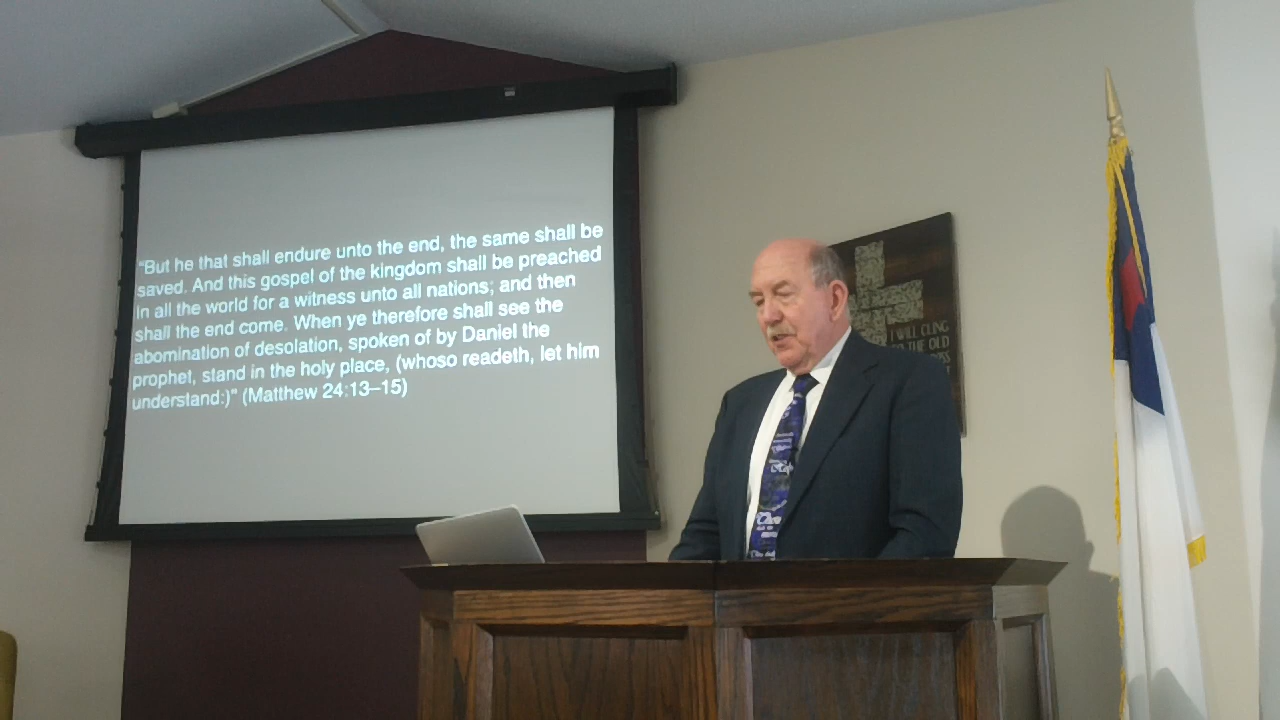 "But he that shall endure unto the end, the same shall be
saved. And this gospel of the kingdom shall be preached
in all the world for a witness unto all nations; and then
shall the end come. When ye therefore shall see the
abomination of desolation, spoken of by Daniel the
prophet, stand in the holy place, (whoso readeth, let him
understand:)" (Matthew 24:13–15)
I WILL CLING
TO THE OLD